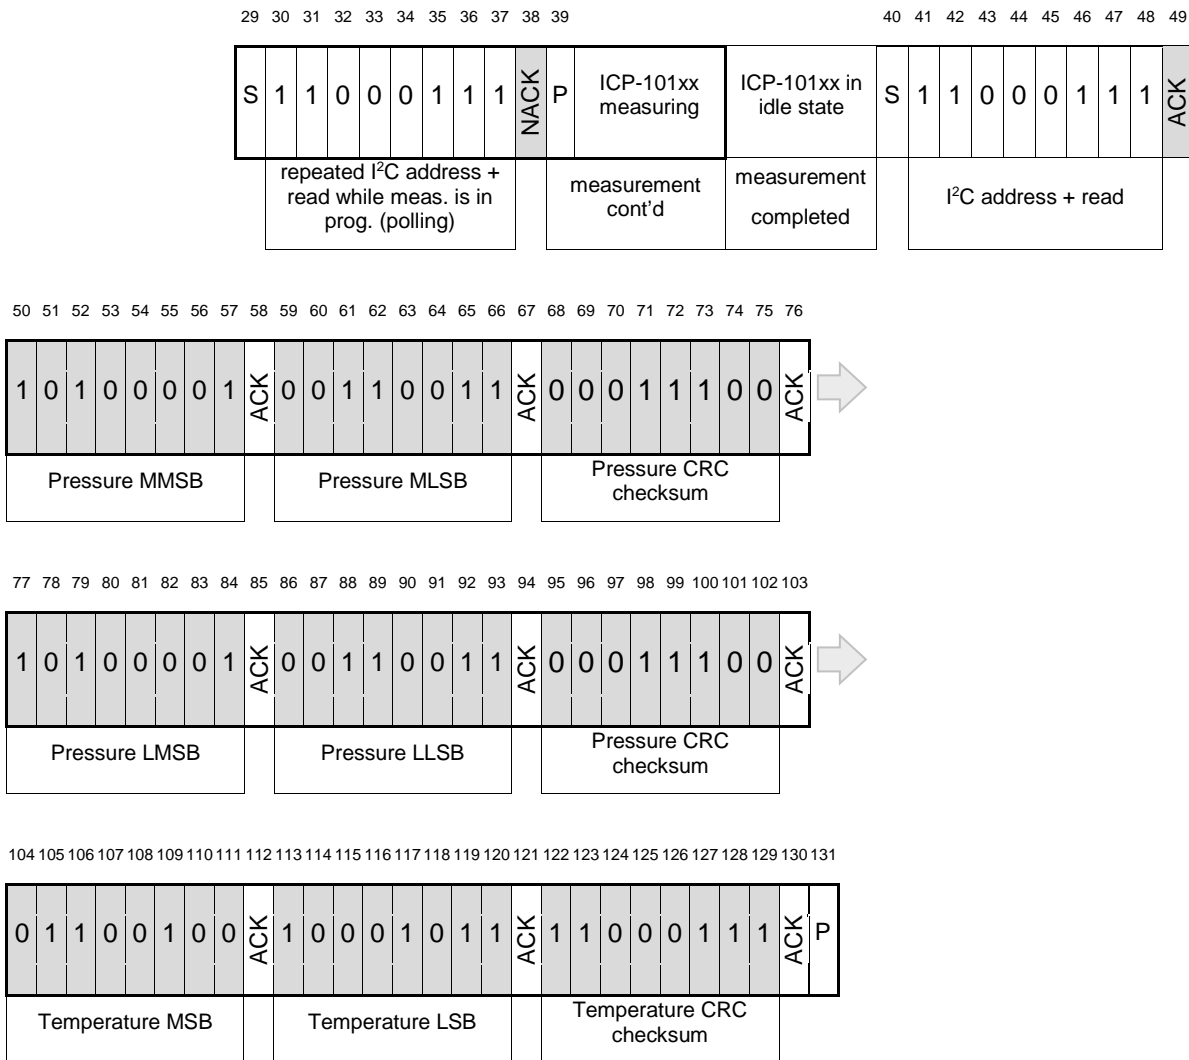 29 30 31 32 33 34 35 36 37 38 39 40 41 42 43 44 45 46 47 48 49
S 1 1 0 0 0 1 1 1 NACK P ICP-101xx measuring ICP-101xx in idle state S 1 1 0 0 0 1 1 1 ACK
repeated I²C address +
read while meas. is in
prog. (polling)
measurement
cont'd
measurement
completed
I²C address + read
50 51 52 53 54 55 56 57 58 59 60 61 62 63 64 65 66 67 68 69 70 71 72 73 74 75 76
1 0 1 0 0 0 0 1 ACK 0 0 1 1 0 0 1 1 ACK 0 0 0 1 1 1 0 0 ACK
Pressure MMSB
Pressure MLSB
Pressure CRC
checksum
77 78 79 80 81 82 83 84 85 86 87 88 89 90 91 92 93 94 95 96 97 98 99 100 101 102 103
1 0 1 0 0 0 0 1 ACK 0 0 1 1 0 0 1 1 ACK 0 0 0 1 1 1 0 0 ACK
Pressure LMSB
Pressure LLSB
Pressure CRC
checksum
104 105 106 107 108 109 110 111 112 113 114 115 116 117 118 119 120 121 122 123 124 125 126 127 128 129 130 131
0 1 1 0 0 1 0 0 ACK 1 0 0 0 1 0 1 1 ACK 1 1 0 0 0 1 1 1 ACK P
Temperature MSB
Temperature LSB
Temperature CRC
checksum